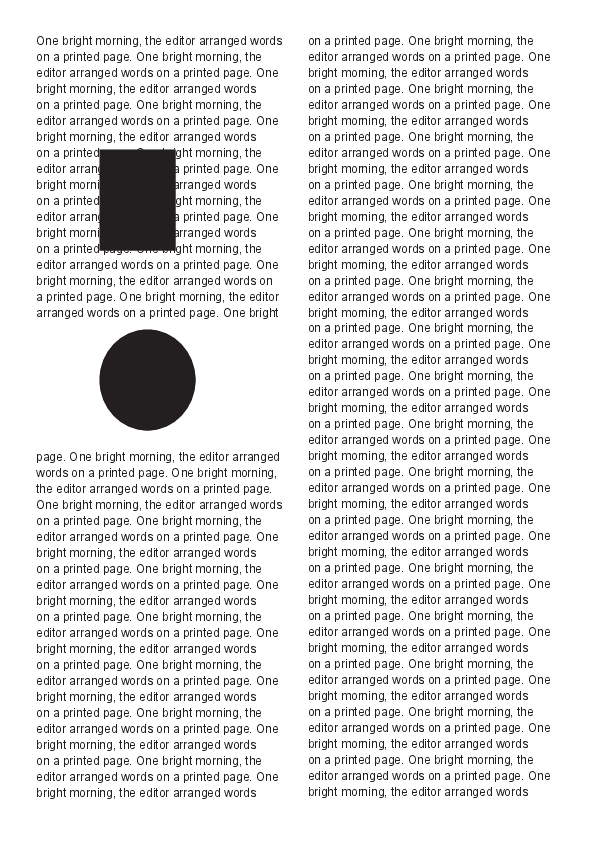 One bright morning, the editor arranged words
on a printed page. One bright morning, the
editor arranged words on a printed page. One
bright morning, the editor arranged words
on a printed page. One bright morning, the
editor arranged words on a printed page. One
bright morning, the editor arranged words
on a printed morning, the
editor a printed page. One
bright arranged words
on a printed morning, the
editor a printed page. One
bright arranged words
on a printed morning, the
editor arranged words on a printed page. One
bright morning, the editor arranged words on
a printed page. One bright morning, the editor
arranged words on a printed page. One bright
page. One bright morning, the editor arranged
words on a printed page. One bright morning,
the editor arranged words on a printed page.
One bright morning, the editor arranged words
on a printed page. One bright morning, the
editor arranged words on a printed page. One
bright morning, the editor arranged words
on a printed page. One bright morning, the
editor arranged words on a printed page. One
bright morning, the editor arranged words
on a printed page. One bright morning, the
editor arranged words on a printed page. One
bright morning, the editor arranged words
on a printed page. One bright morning, the
editor arranged words on a printed page. One
bright morning, the editor arranged words
on a printed page. One bright morning, the
editor arranged words on a printed page. One
bright morning, the editor arranged words
on a printed page. One bright morning, the
editor arranged words on a printed page. One
bright morning, the editor arranged words
on a printed page. One bright morning, the
editor arranged words on a printed page. One
bright morning, the editor arranged words
on a printed page. One bright morning, the
editor arranged words on a printed page. One
bright morning, the editor arranged words
on a printed page. One bright morning, the
editor arranged words on a printed page. One
bright morning, the editor arranged words
on a printed page. One bright morning, the
editor arranged words on a printed page. One
bright morning, the editor arranged words
on a printed page. One bright morning, the
editor arranged words on a printed page. One
bright morning, the editor arranged words
on a printed page. One bright morning, the
editor arranged words on a printed page. One
bright morning, the editor arranged words
on a printed page. One bright morning, the
editor arranged words on a printed page. One
bright morning, the editor arranged words
on a printed page. One bright morning, the
editor arranged words on a printed page. One
bright morning, the editor arranged words
on a printed page. One bright morning, the
editor arranged words on a printed page. One
bright morning, the editor arranged words
on a printed page. One bright morning, the
editor arranged words on a printed page. One
bright morning, the editor arranged words
on a printed page. One bright morning, the
editor arranged words on a printed page. One
bright morning, the editor arranged words
on a printed page. One bright morning, the
editor arranged words on a printed page. One
bright morning, the editor arranged words
on a printed page. One bright morning, the
editor arranged words on a printed page. One
bright morning, the editor arranged words
on a printed page. One bright morning, the
editor arranged words on a printed page. One
bright morning, the editor arranged words
on a printed page. One bright morning, the
editor arranged words on a printed page. One
bright morning, the editor arranged words
on a printed page. One bright morning, the
editor arranged words on a printed page. One
bright morning, the editor arranged words